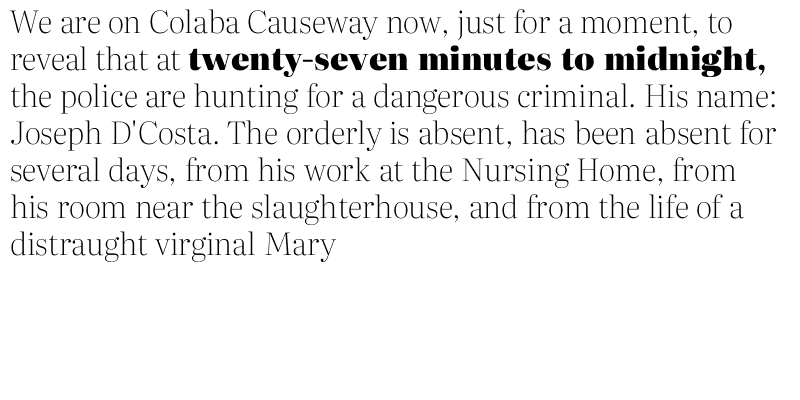 We are on Colaba Causeway now, just for a moment, to
reveal that at twenty-seven minutes to midnight,
the police are hunting for a dangerous criminal. His name:
Joseph D'Costa. The orderly is absent, has been absent for
several days, from his work at the Nursing Home, from
his room near the slaughterhouse, and from the life of a
distraught virginal Mary